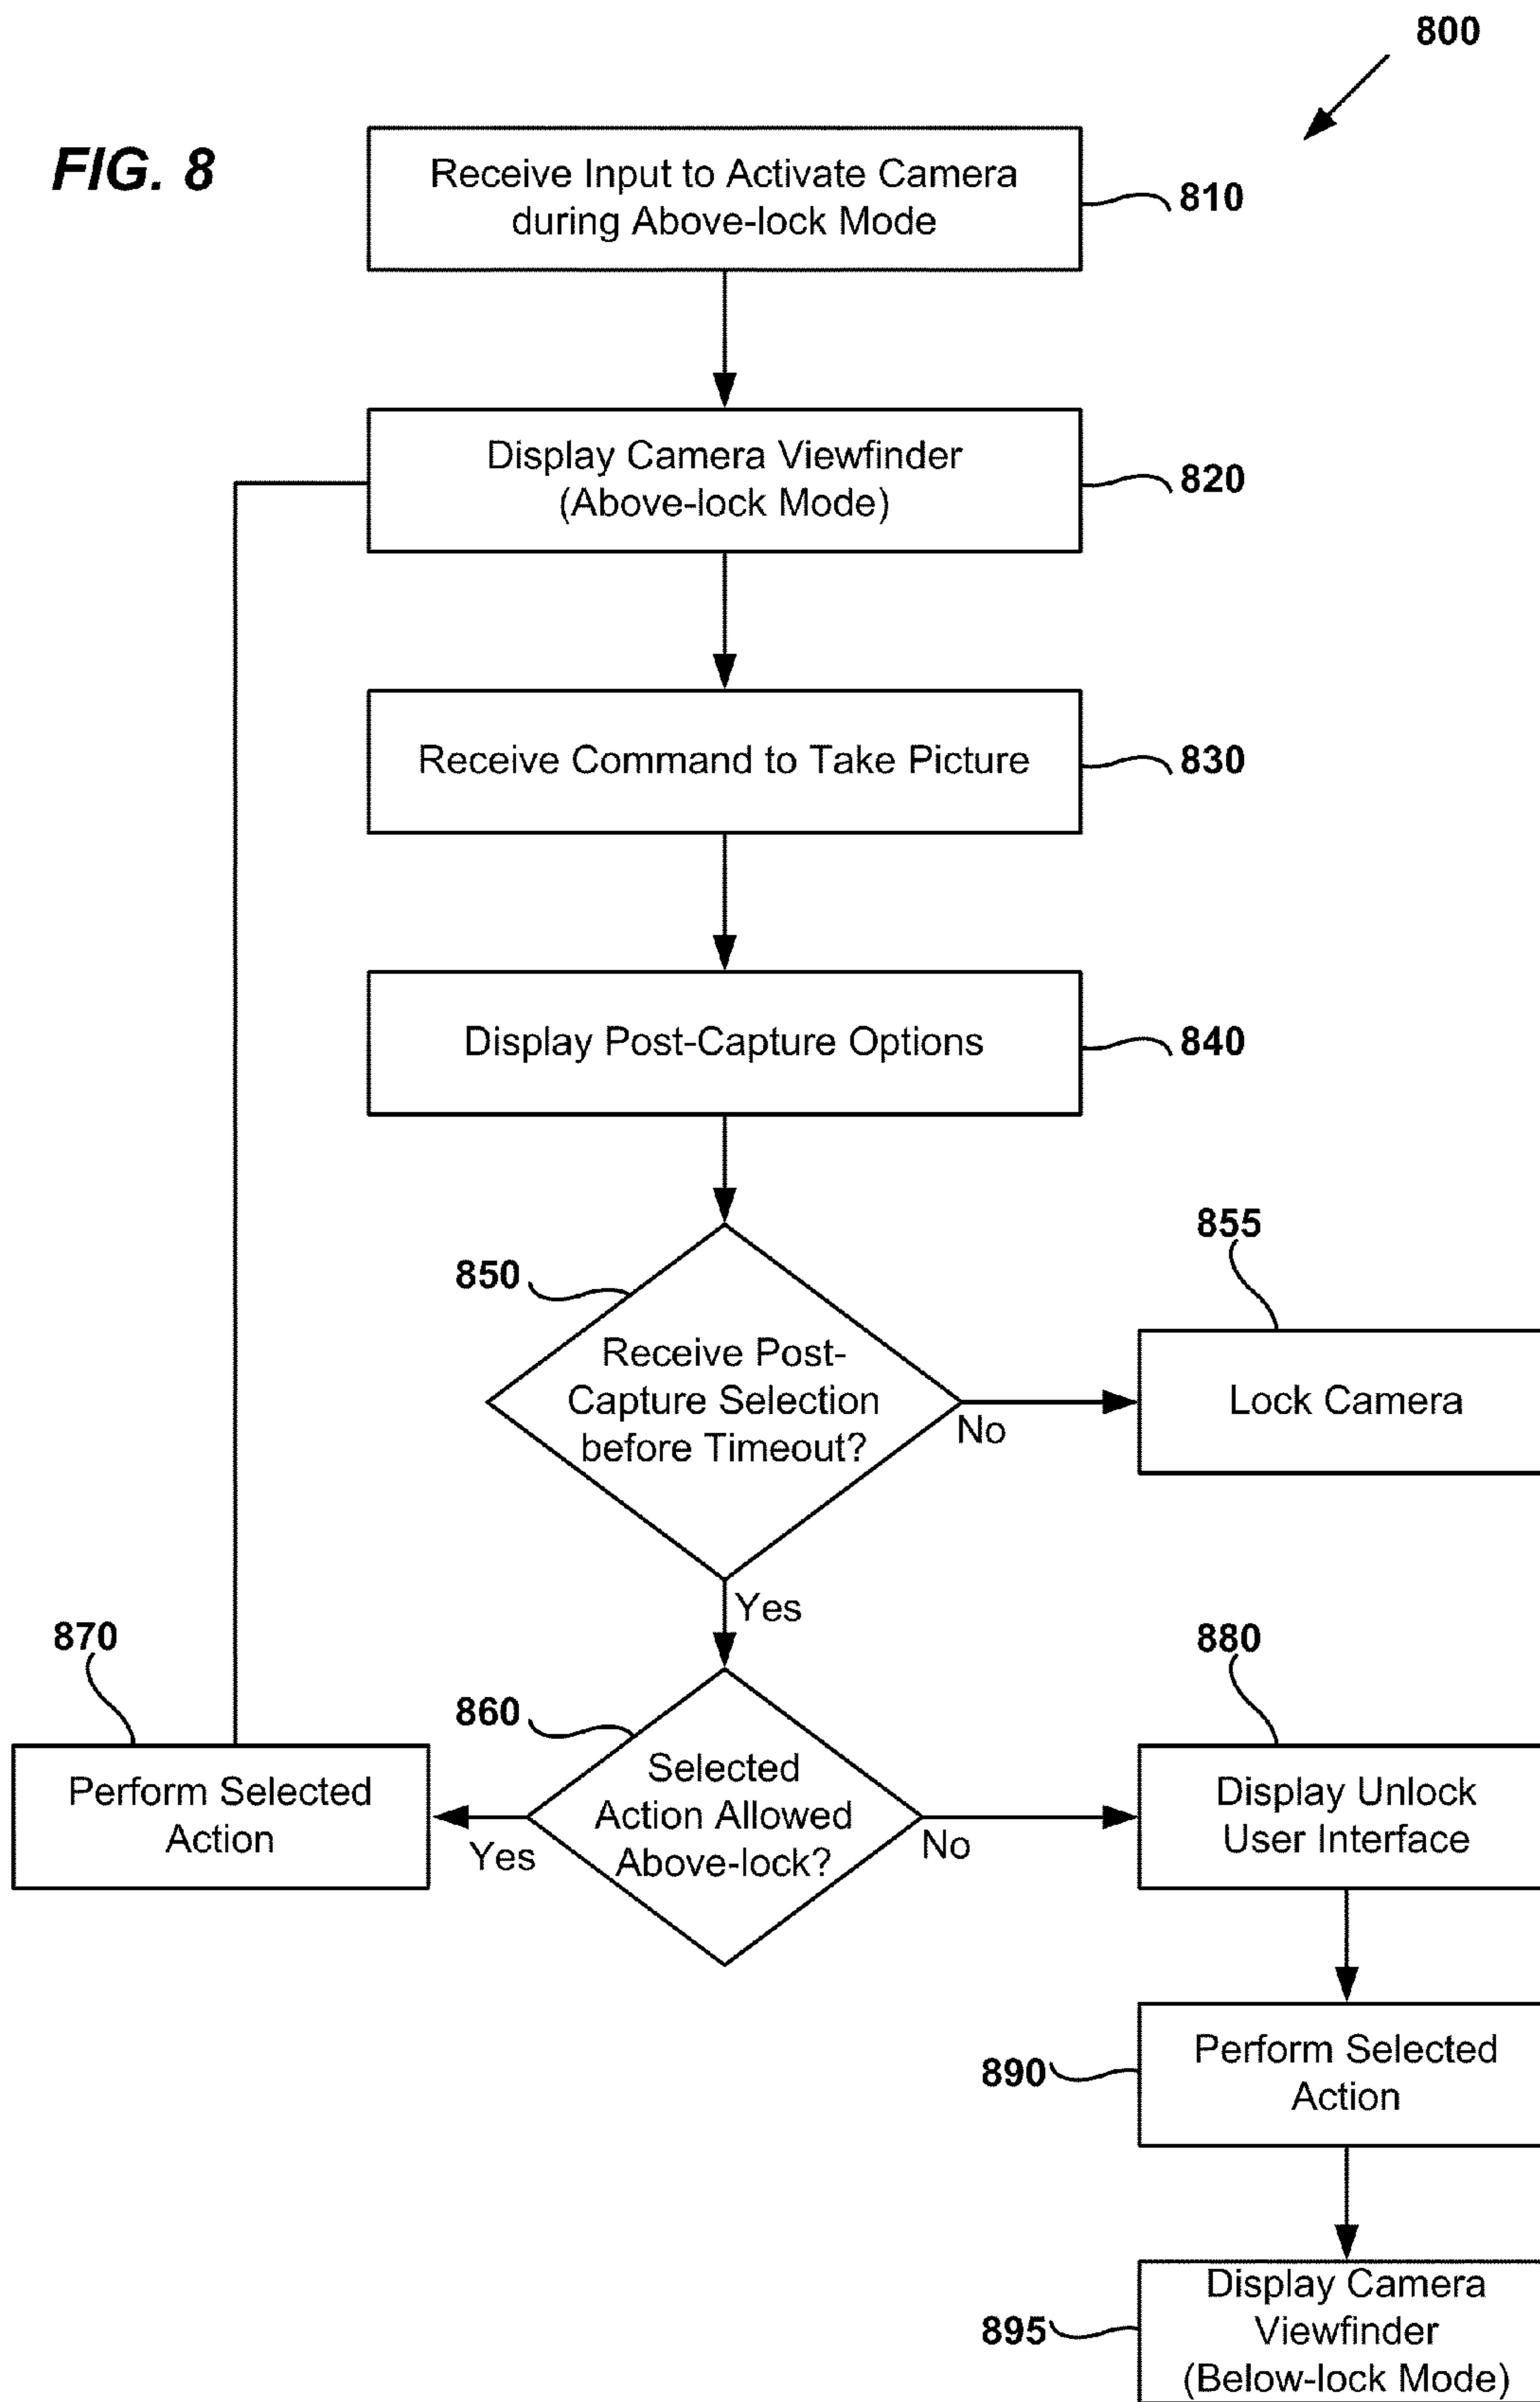 800
FIG. 8
Receive Input to Activate Camera
during Above-lock Mode
810
Display Camera Viewfinder
(Above-lock Mode)
820
Receive Command to Take Picture
830
Display Post-Capture Options
840
855
850
Receive Post-
Capture Selection
before Timeout?
No
Lock Camera
Yes
870
860
880
Perform Selected
Action
Yes
Selected
Action Allowed
Above-lock?
No
Display Unlock
User Interface
890
Perform Selected
Action
895
Display Camera
Viewfinder
(Below-lock Mode)